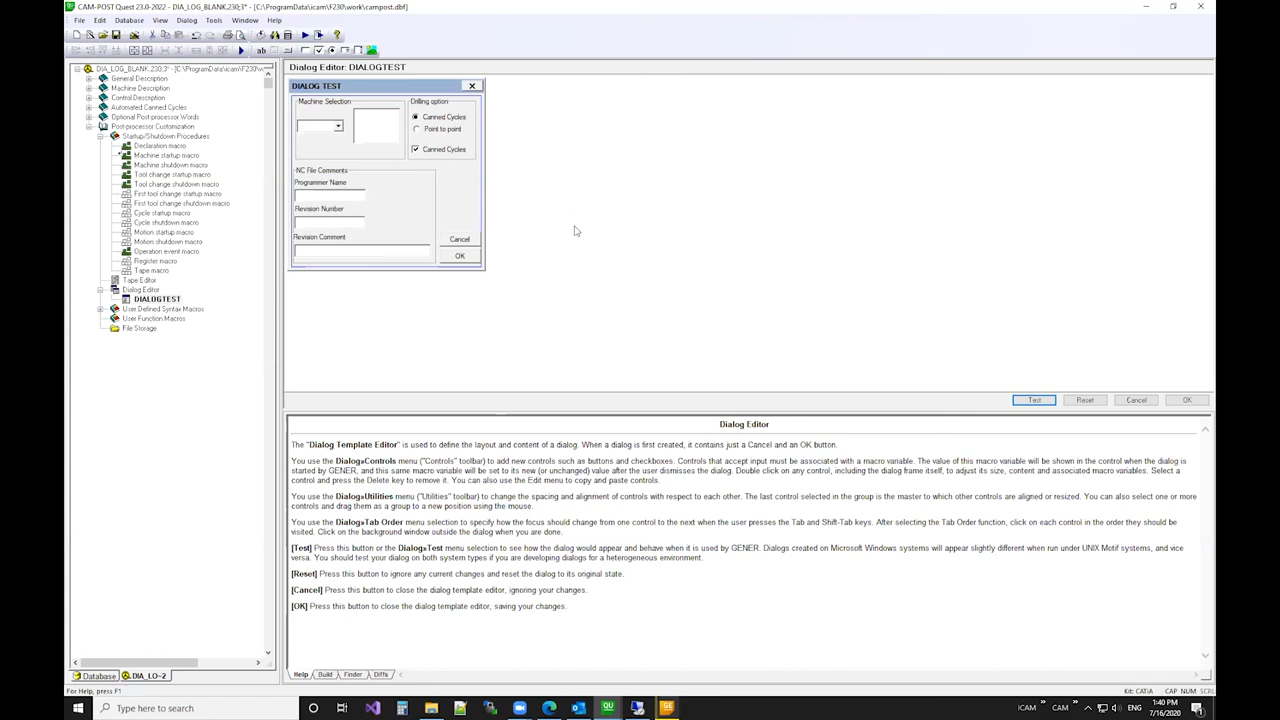 CAM-POST Quest 23.0-2022 - DIA_LOG_BLANK.230;3* - [C:\ProgramData\icam\F230\work\campost.dbf]
File Edit Database View Dialog Tools Window Help
DIA_LOG_BLANK.230;3* - [C:\ProgramData\icam\F230\w
General Description
Machine Description
Control Description
Automated Canned Cycles
Optional Post-processor Words
Post-processor Customization
Startup/Shutdown Procedures
Declaration macro
Machine startup macro
Machine shutdown macro
Tool change startup macro
Tool change shutdown macro
First tool change startup macro
First tool change shutdown macro
Cycle startup macro
Cycle shutdown macro
Motion startup macro
Motion shutdown macro
Operation event macro
Register macro
Tape macro
Tape Editor
Dialog Editor
DIALOGTEST
User Defined Syntax Macros
User Function Macros
File Storage
Database DIA_LO~2
Dialog Editor: DIALOGTEST
DIALOG TEST
Machine Selection
Drilling option
Canned Cycles
Point to point
Canned Cycles
NC File Comments
Programmer Name
Revision Number
Revision Comment
Cancel
OK
Test Reset Cancel OK
Dialog Editor
The "Dialog Template Editor" is used to define the layout and content of a dialog. When a dialog is first created, it contains just a Cancel and an OK button.
You use the Dialog»Controls menu ("Controls" toolbar) to add new controls such as buttons and checkboxes. Controls that accept input must be associated with a macro variable. The value of this macro variable will be shown in the control when the dialog is
started by GENER, and this same macro variable will be set to its new (or unchanged) value after the user dismisses the dialog. Double click on any control, including the dialog frame itself, to adjust its size, content and associated macro variables. Select a
control and press the Delete key to remove it. You can also use the Edit menu to copy and paste controls.
You use the Dialog»Utilities menu ("Utilities" toolbar) to change the spacing and alignment of controls with respect to each other. The last control selected in the group is the master to which other controls are aligned or resized. You can also select one or more
controls and drag them as a group to a new position using the mouse.
You use the Dialog»Tab Order menu selection to specify how the focus should change from one control to the next when the user presses the Tab and Shift-Tab keys. After selecting the Tab Order function, click on each control in the order they should be
visited. Click on the background window outside the dialog when you are done.
[Test] Press this button or the Dialog»Test menu selection to see how the dialog would appear and behave when it is used by GENER. Dialogs created on Microsoft Windows systems will appear slightly different when run under UNIX Motif systems, and vice
versa. You should test your dialog on both system types if you are developing dialogs for a heterogeneous environment.
[Reset] Press this button to ignore any current changes and reset the dialog to its original state.
[Cancel] Press this button to close the dialog template editor, ignoring your changes.
[OK] Press this button to close the dialog template editor, saving your changes.
Help Build Finder Diffs
For Help, press F1
Kit: CATIA CAP NUM SCRL
Type here to search
ICAM CAM ENG
1:40 PM
7/16/2020